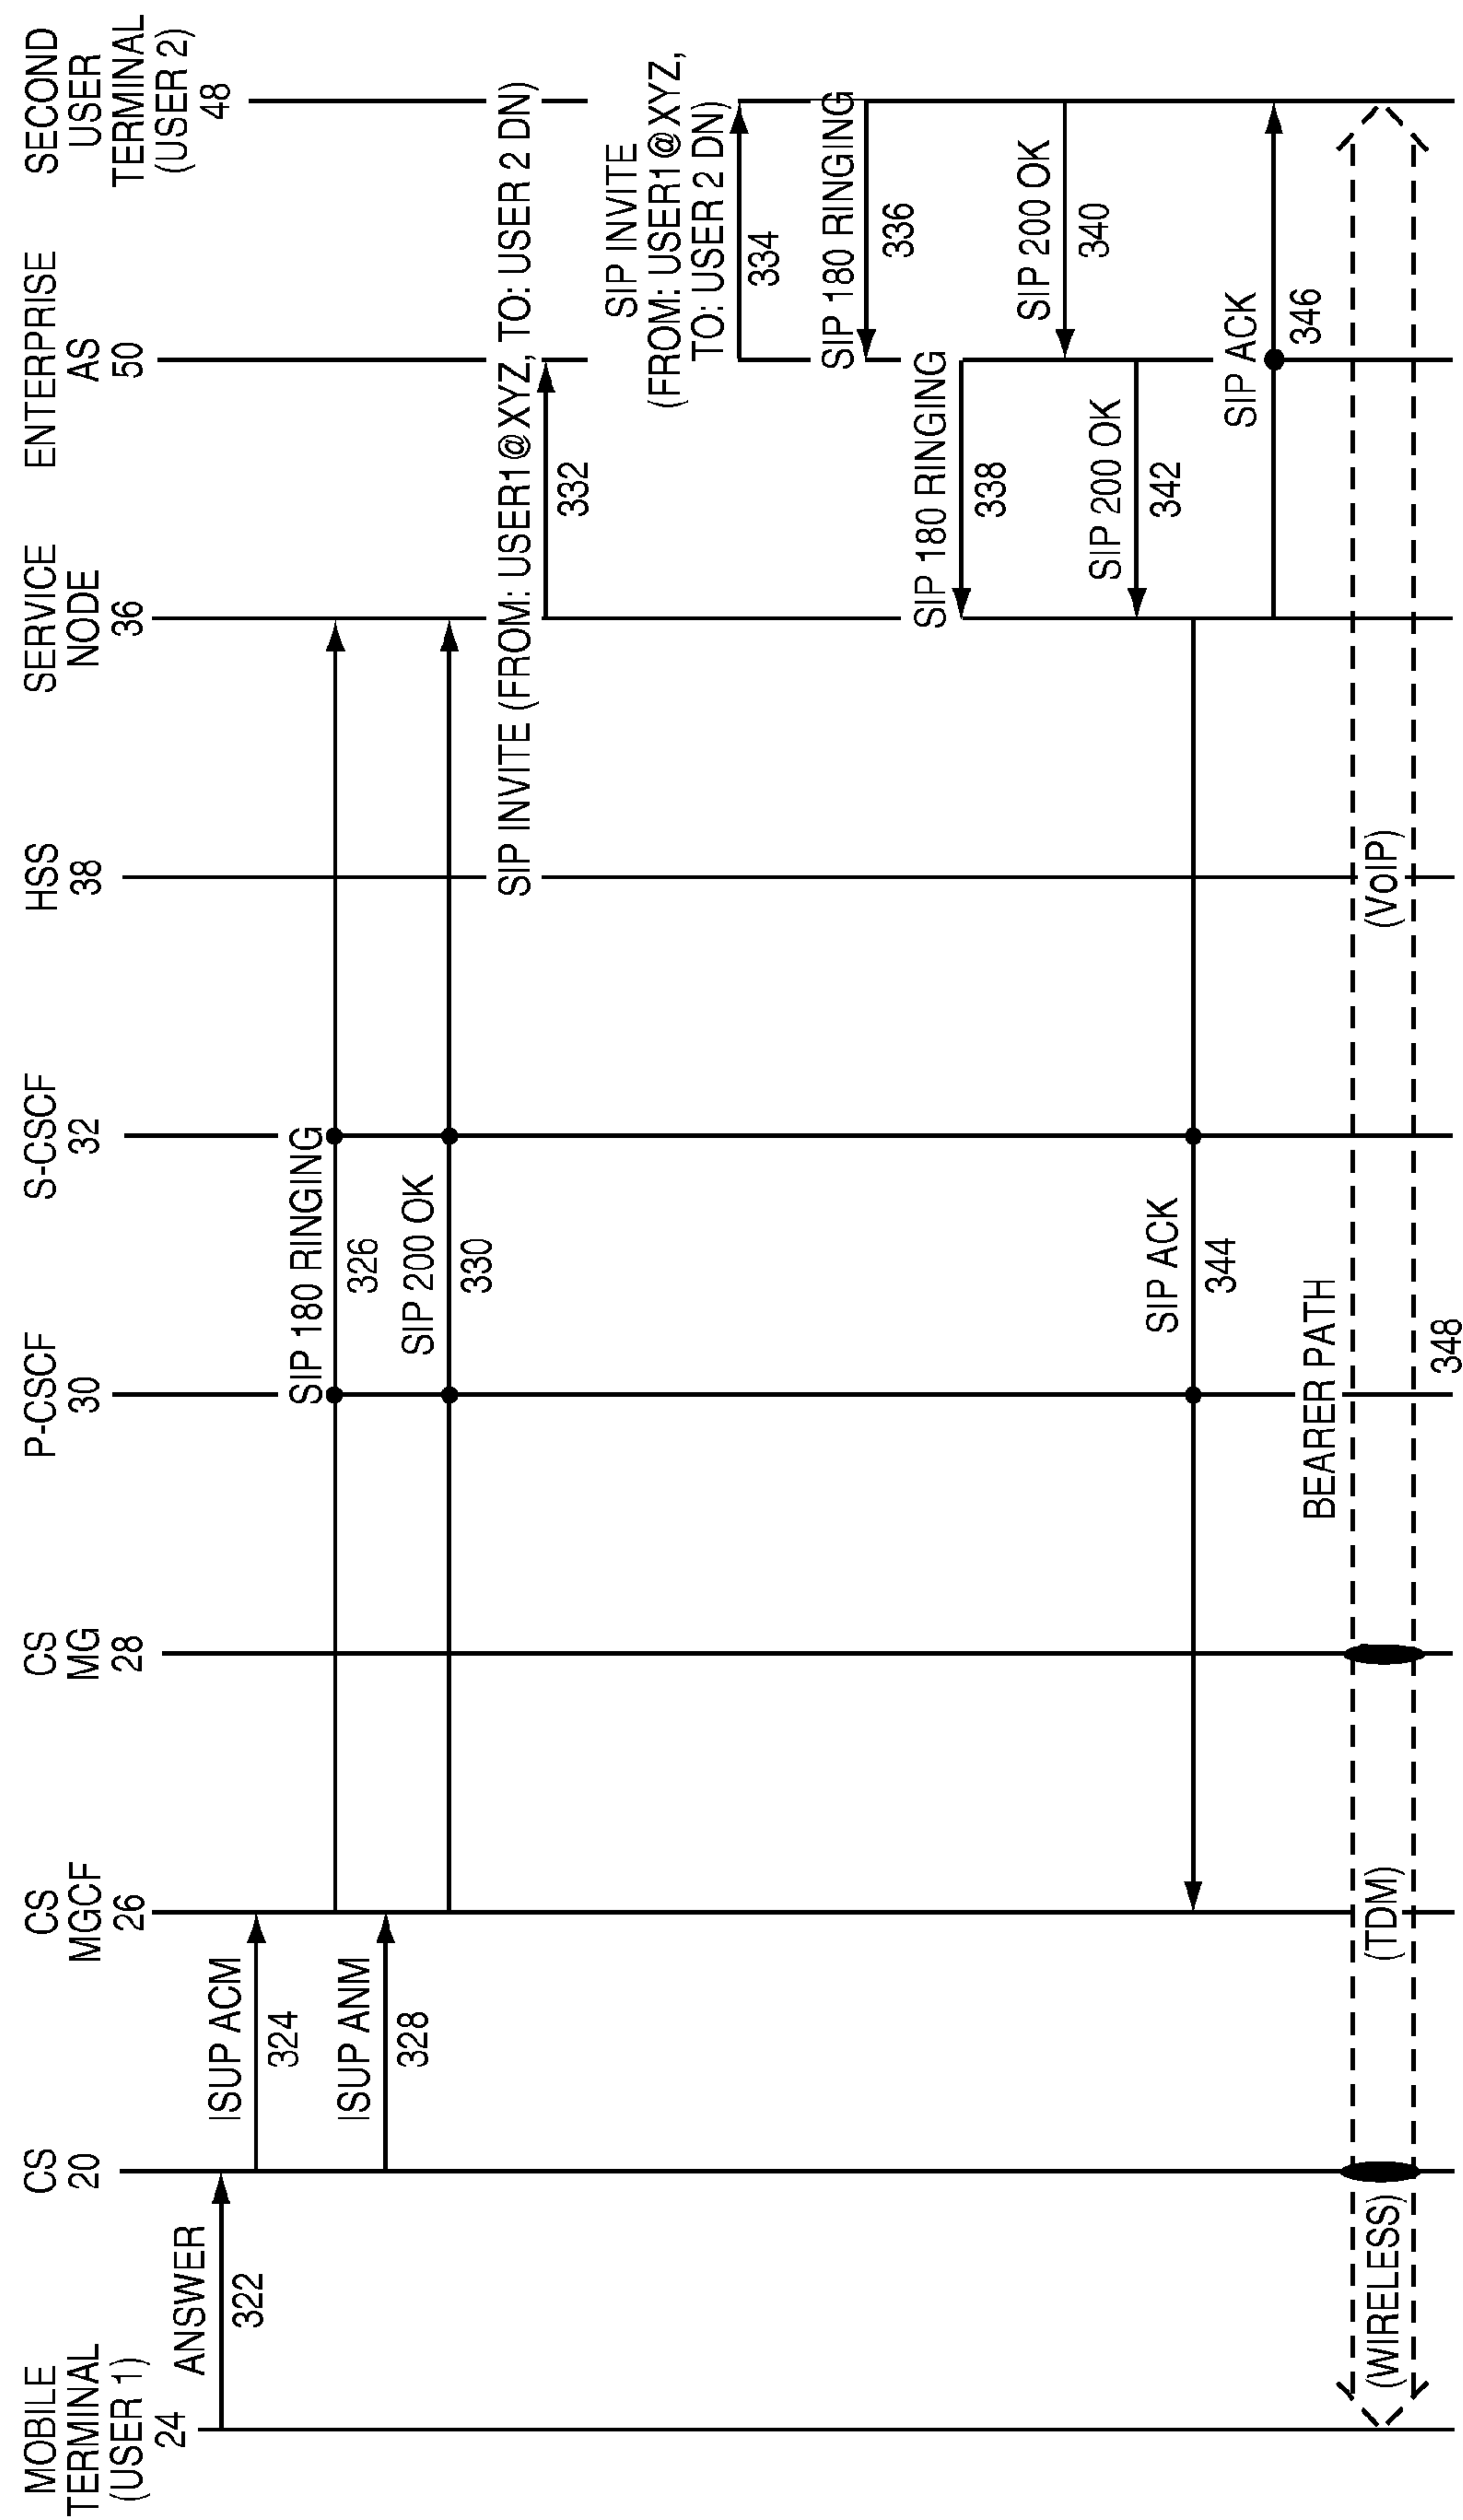 MOBILE
TERMINAL
(USER 1)
24
CS
20
CS
MGCF
26
CS
MG
28
P-CSCF
30
S-CSCF
32
HSS
38
SERVICE
NODE
36
ENTERPRISE
AS
50
SECOND
USER
TERMINAL
(USER 2)
48
ANSWER
322
ISUP ACM
324
SIP 180 RINGING
326
ISUP ANM
328
SIP 200 OK
330
SIP INVITE (FROM: USER1@XYZ, TO: USER 2 DN)
332
SIP INVITE
(FROM: USER1@XYZ,
TO: USER 2 DN)
334
SIP 180 RINGING
336
SIP 180 RINGING
338
SIP 200 OK
340
SIP 200 OK
342
SIP ACK
344
SIP ACK
346
BEARER PATH
(WIRELESS)
(TDM)
(VoIP)
348